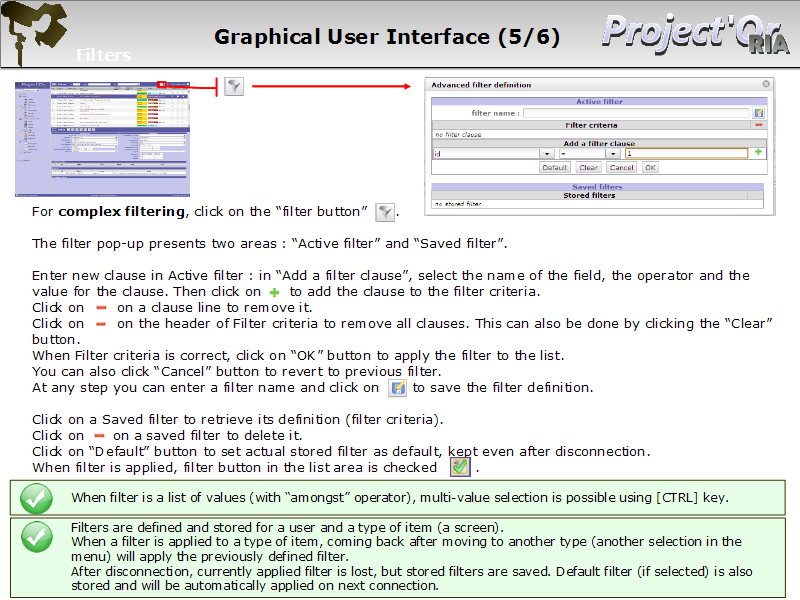 Filters
Graphical User Interface (5/6)
Project'Or
RIA
Advanced filter definition
Active filter
filter name :
Filter criteria
no filter clause
Add a filter clause
id = 1
Default Clear Cancel OK
Saved filters
Stored filters
no stored filter
For complex filtering, click on the “filter button” .
The filter pop-up presents two areas : “Active filter” and “Saved filter”.
Enter new clause in Active filter : in “Add a filter clause”, select the name of the field, the operator and the
value for the clause. Then click on to add the clause to the filter criteria.
Click on on a clause line to remove it.
Click on on the header of Filter criteria to remove all clauses. This can also be done by clicking the “Clear”
button.
When Filter criteria is correct, click on “OK” button to apply the filter to the list.
You can also click “Cancel” button to revert to previous filter.
At any step you can enter a filter name and click on to save the filter definition.
Click on a Saved filter to retrieve its definition (filter criteria).
Click on on a saved filter to delete it.
Click on “Default” button to set actual stored filter as default, kept even after disconnection.
When filter is applied, filter button in the list area is checked .
When filter is a list of values (with “amongst” operator), multi-value selection is possible using [CTRL] key.
Filters are defined and stored for a user and a type of item (a screen).
When a filter is applied to a type of item, coming back after moving to another type (another selection in the
menu) will apply the previously defined filter.
After disconnection, currently applied filter is lost, but stored filters are saved. Default filter (if selected) is also
stored and will be automatically applied on next connection.